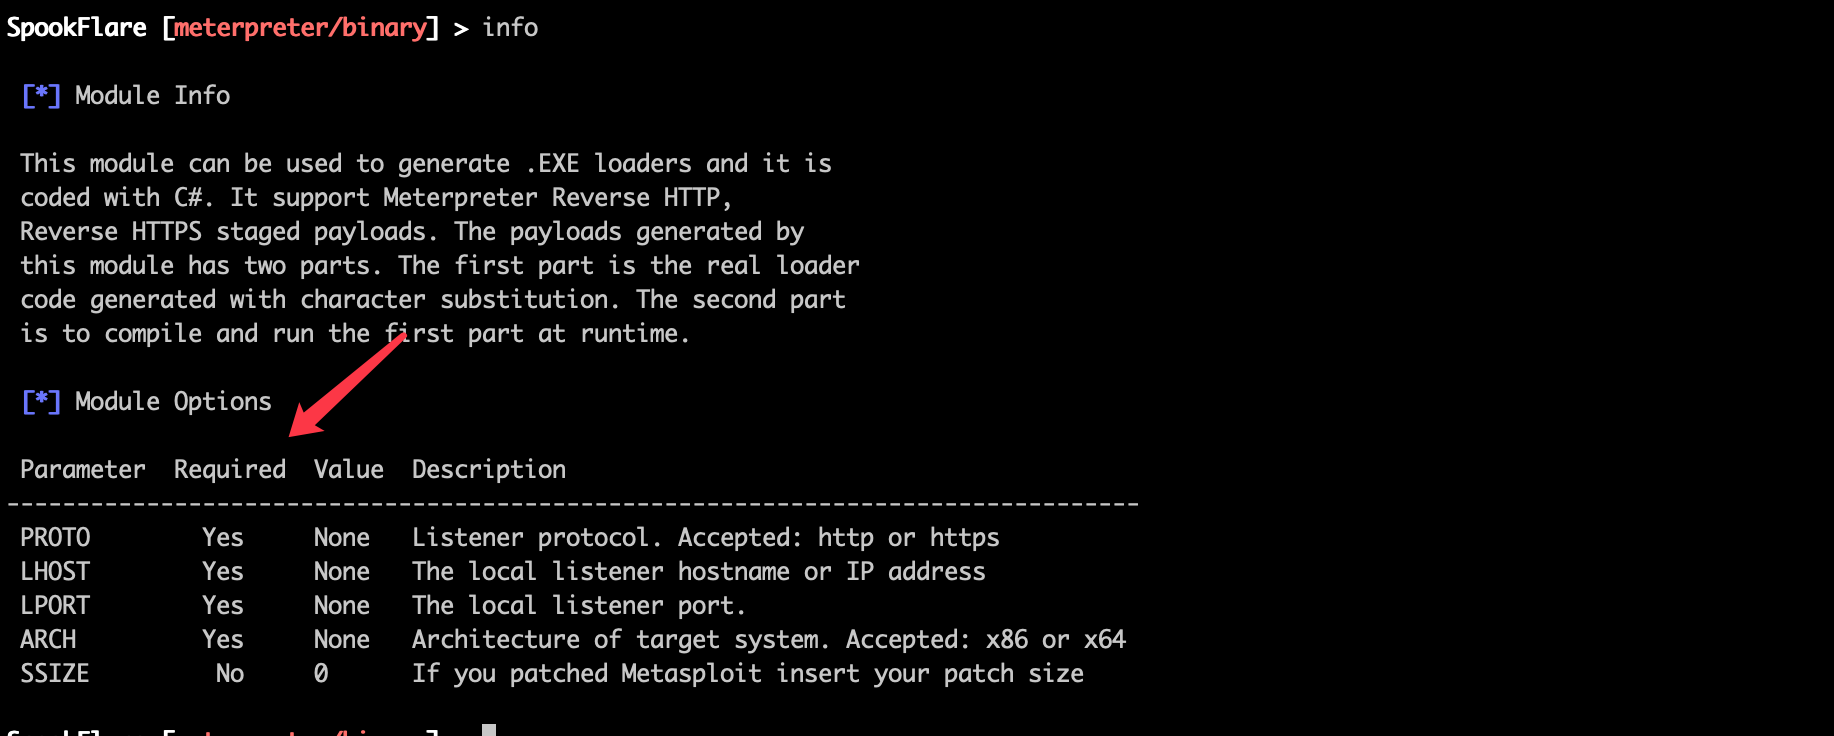 SpookFlare [meterpreter/binary] > info
[*] Module Info
This module can be used to generate .EXE loaders and it is
coded with C#. It support Meterpreter Reverse HTTP,
Reverse HTTPS staged payloads. The payloads generated by
this module has two parts. The first part is the real loader
code generated with character substitution. The second part
is to compile and run the first part at runtime.
[*] Module Options
Parameter  Required  Value  Description
---------------------------------------------------------------------------------
PROTO        Yes     None   Listener protocol. Accepted: http or https
LHOST        Yes     None   The local listener hostname or IP address
LPORT        Yes     None   The local listener port.
ARCH         Yes     None   Architecture of target system. Accepted: x86 or x64
SSIZE         No     0      If you patched Metasploit insert your patch size
SpookFlare [meterpreter/binary] >